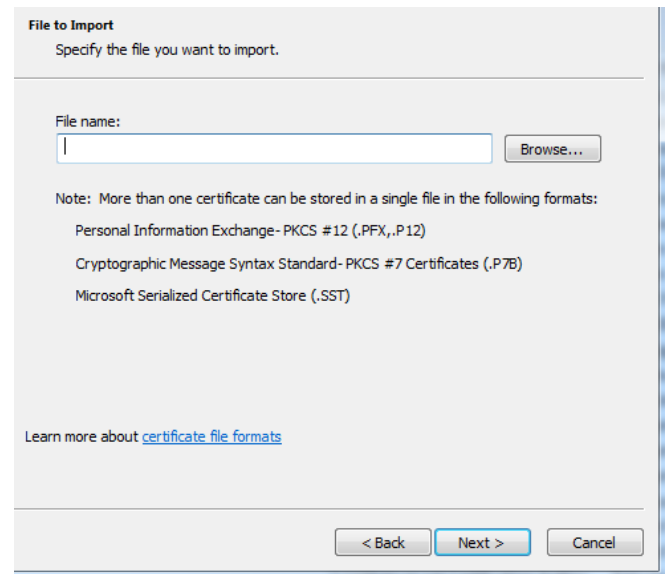 File to Import
Specify the file you want to import.
File name:
Browse...
Note: More than one certificate can be stored in a single file in the following formats:
Personal Information Exchange- PKCS #12 (.PFX,.P12)
Cryptographic Message Syntax Standard- PKCS #7 Certificates (.P7B)
Microsoft Serialized Certificate Store (.SST)
Learn more about certificate file formats
< Back Next > Cancel